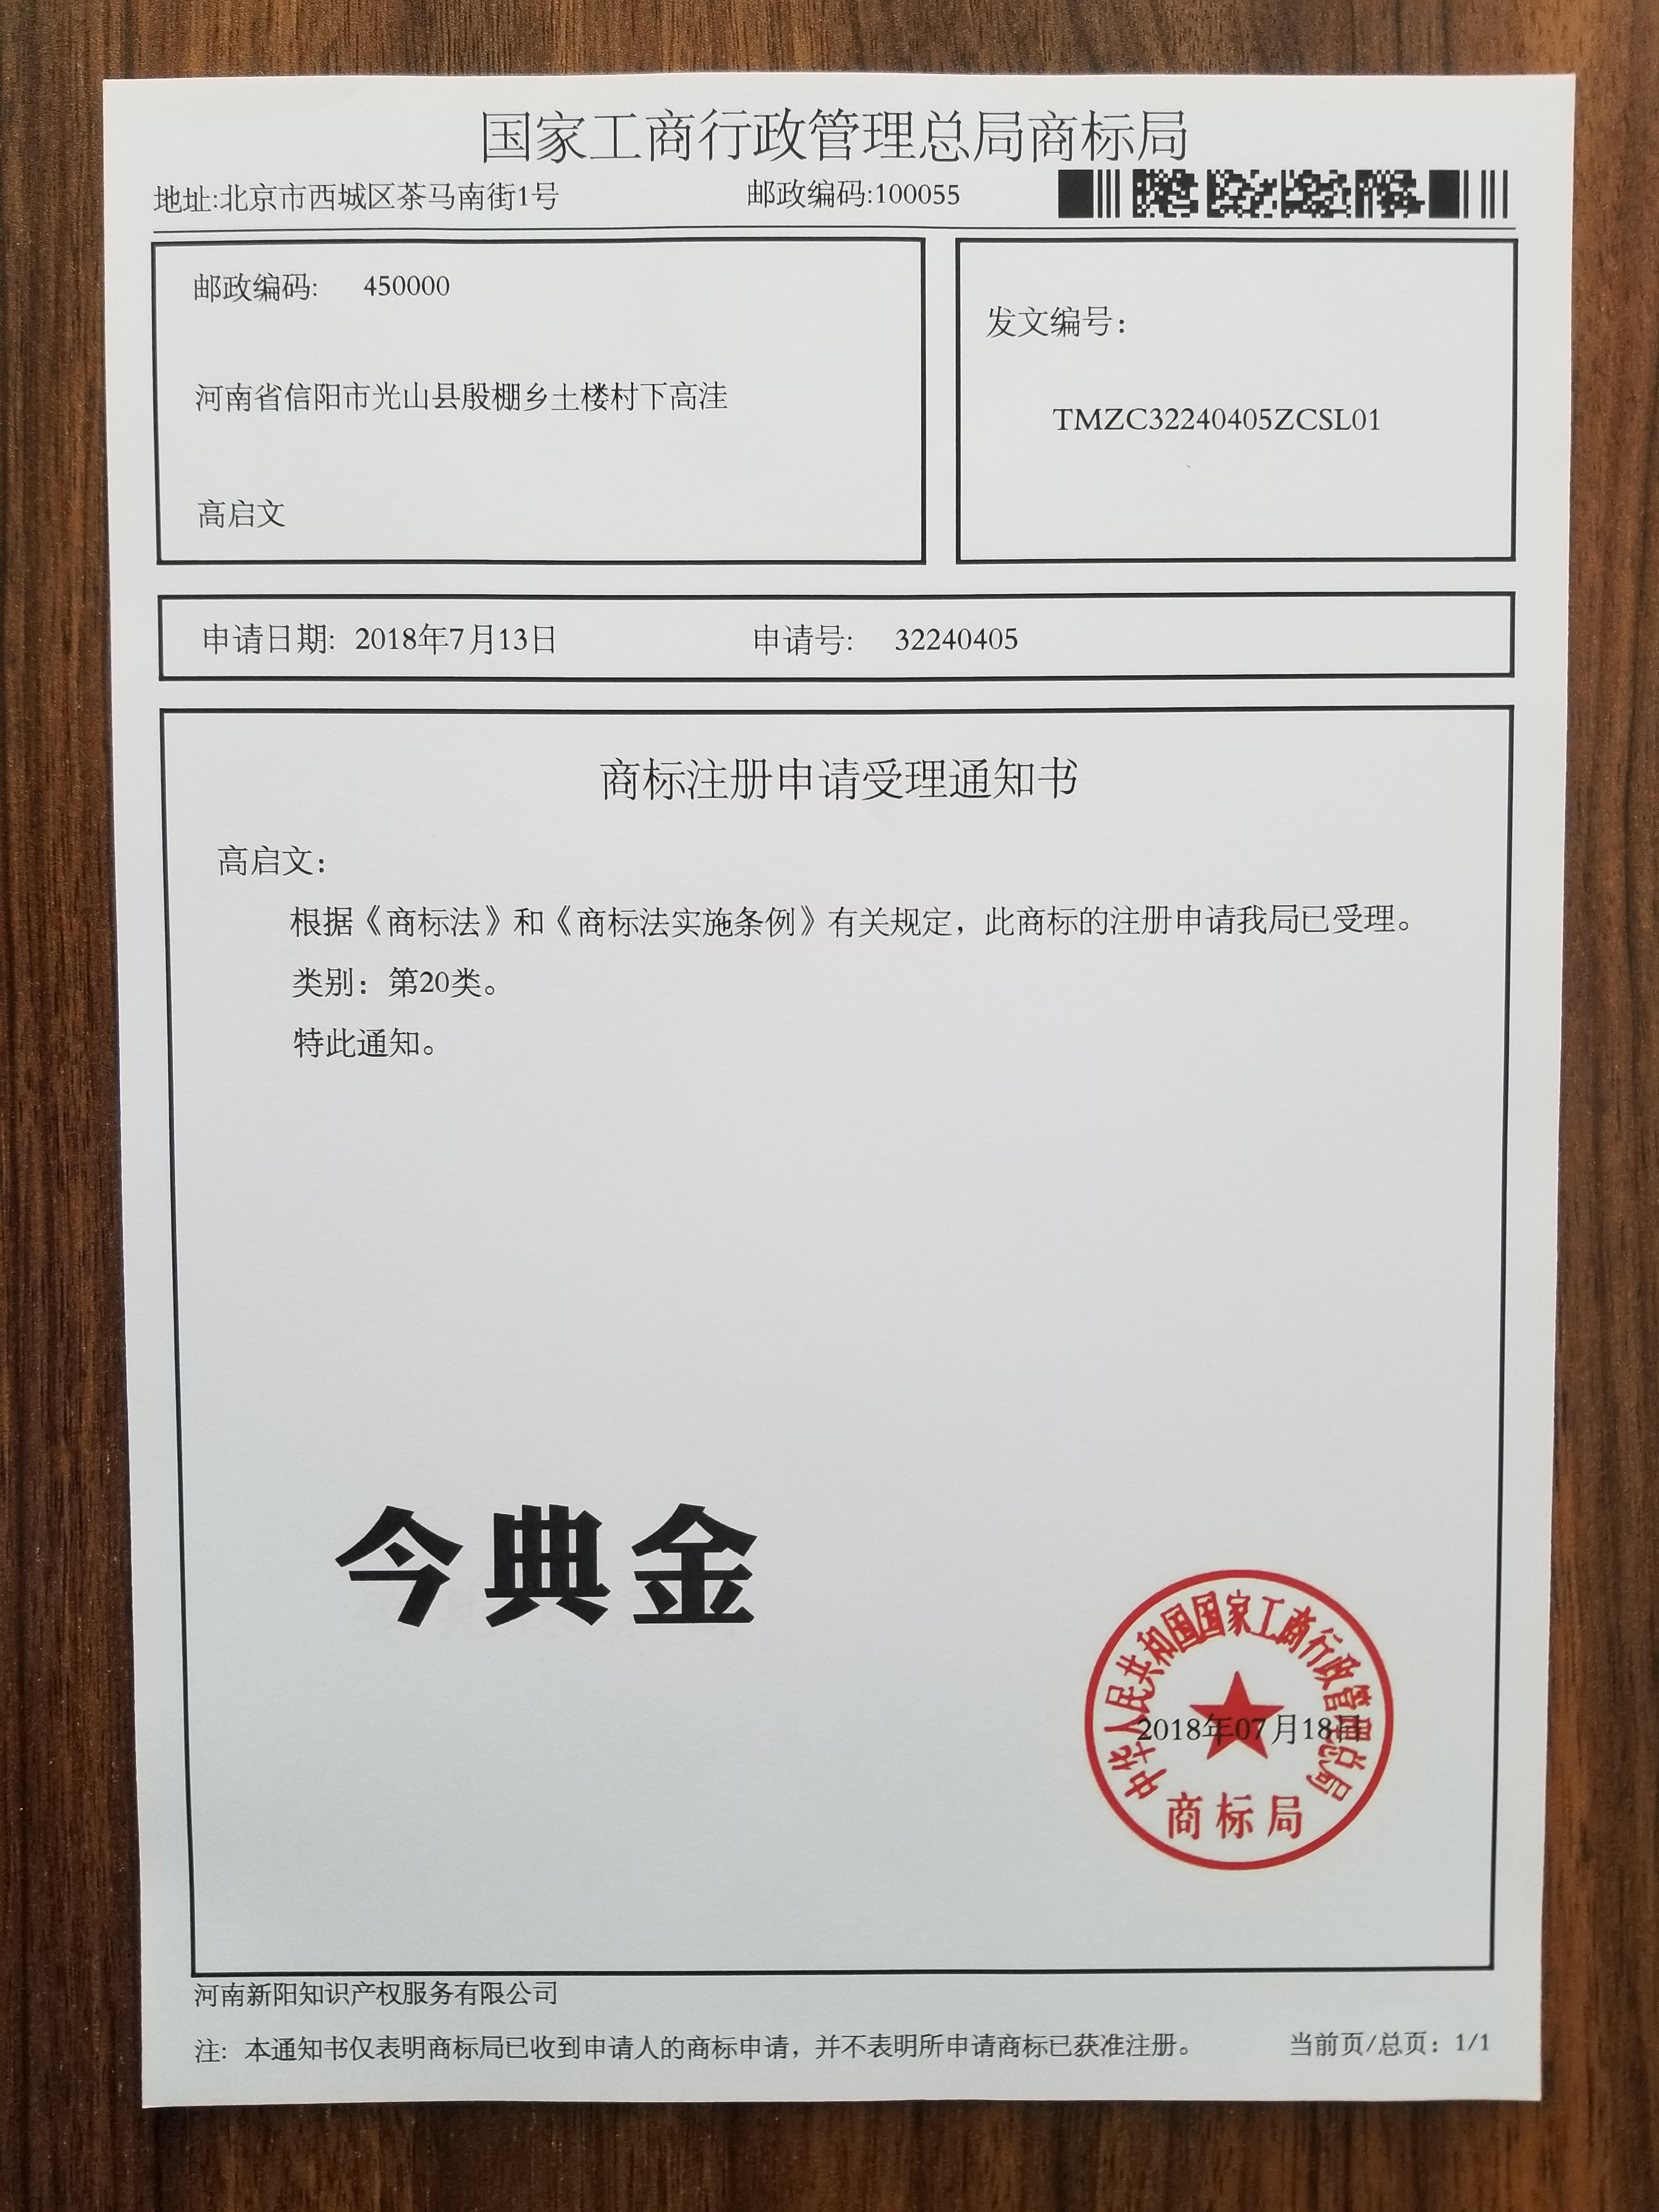 国家工商行政管理总局商标局
地址:北京市西城区茶马南街1号 邮政编码:100055
邮政编码: 450000
河南省信阳市光山县殷棚乡土楼村下高洼
高启文
发文编号:
TMZC32240405ZCSL01
申请日期: 2018年7月13日 申请号: 32240405
商标注册申请受理通知书
高启文:
根据《商标法》和《商标法实施条例》有关规定，此商标的注册申请我局已受理。
类别：第20类。
特此通知。
今典金
中华人民共和国国家工商行政管理总局
2018年07月18日
商标局
河南新阳知识产权服务有限公司
注: 本通知书仅表明商标局已收到申请人的商标申请，并不表明所申请商标已获准注册。 当前页/总页：1/1